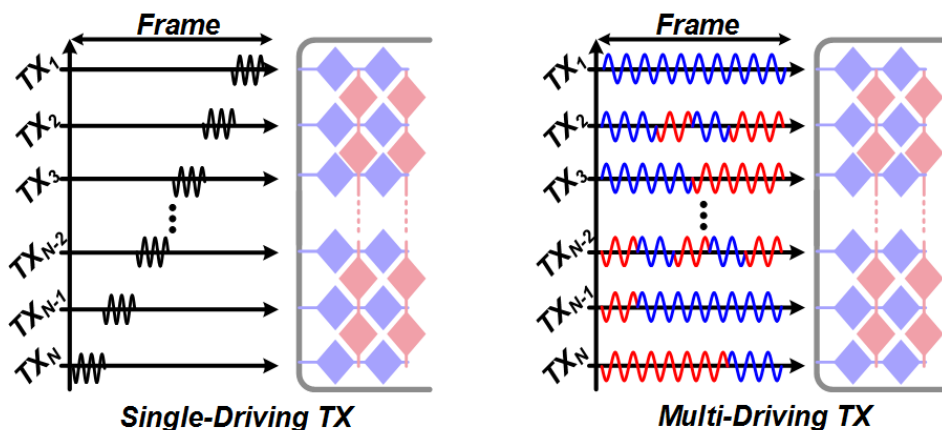 Frame
TX1
TX2
TX3
TXN-2
TXN-1
TXN
Single-Driving TX
Frame
TX1
TX2
TX3
TXN-2
TXN-1
TXN
Multi-Driving TX